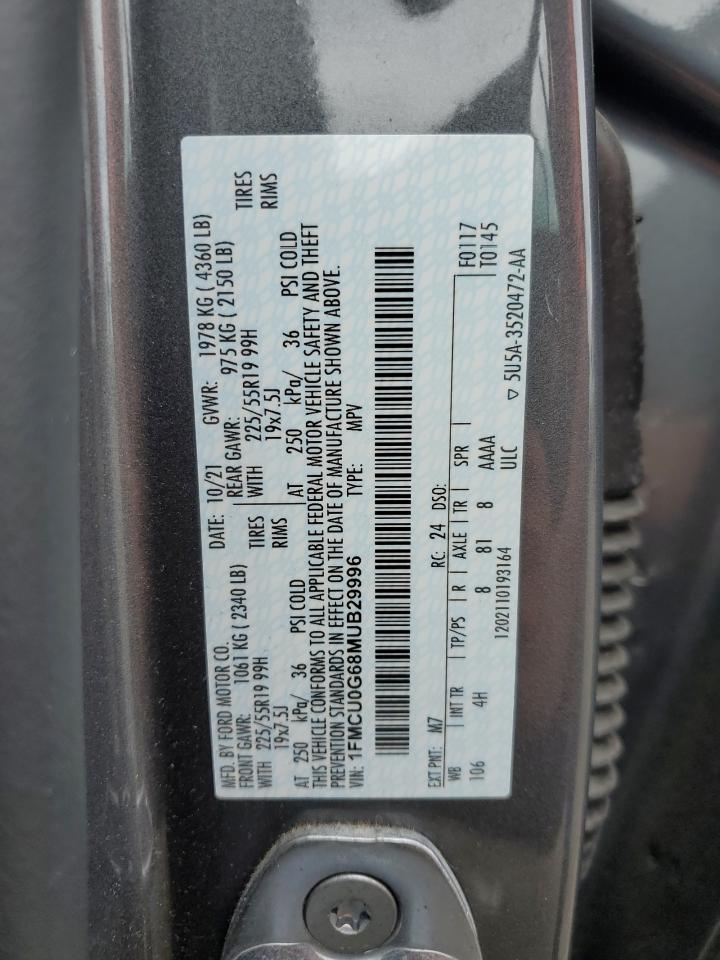 MFD. BY FORD MOTOR CO.
DATE: 10/21 GVWR: 1978 KG ( 4360 LB)
FRONT GAWR: 1061 KG ( 2340 LB) REAR GAWR: 975 KG ( 2150 LB)
WITH 225/55R19 99H TIRES WITH 225/55R19 99H TIRES
19x7.5J RIMS 19x7.5J RIMS
AT 250 kPa/ 36 PSI COLD AT 250 kPa/ 36 PSI COLD
THIS VEHICLE CONFORMS TO ALL APPLICABLE FEDERAL MOTOR VEHICLE SAFETY AND THEFT
PREVENTION STANDARDS IN EFFECT ON THE DATE OF MANUFACTURE SHOWN ABOVE.
VIN: 1FMCU0G68MUB29996 TYPE: MPV
EXT PNT: M7 RC: 24 DSO: F0117
WB INT TR TP/PS R AXLE TR SPR T0145
106 4H 8 81 8 AAAA
1202110193164 ULC ▽ 5U5A-3520472-AA